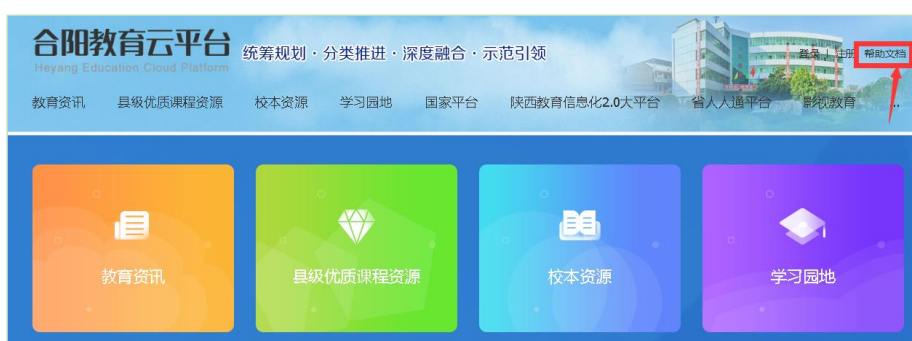 合阳教育云平台
Heyang Education Cloud Platform
统筹规划·分类推进·深度融合·示范引领
登录 | 注册 帮助文档
教育资讯 县级优质课程资源 校本资源 学习园地 国家平台 陕西教育信息化2.0大平台 省人人通平台 影视教育 ...
教育资讯 县级优质课程资源 校本资源 学习园地